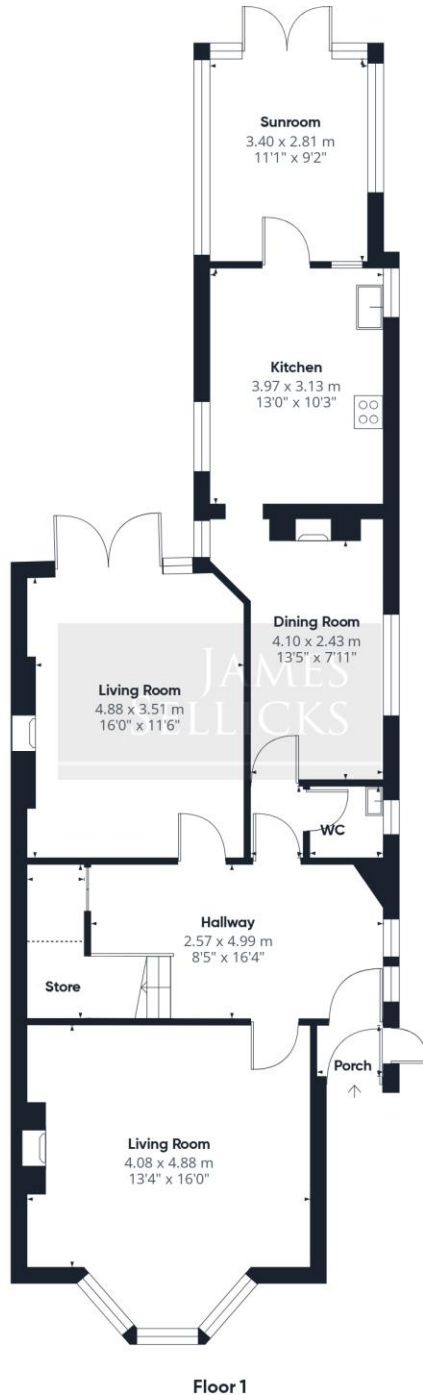 Sunroom
3.40 x 2.81 m
11'1" x 9'2"
Kitchen
3.97 x 3.13 m
13'0" x 10'3"
Dining Room
4.10 x 2.43 m
13'5" x 7'11"
JAMES
SELLICKS
Living Room
4.88 x 3.51 m
16'0" x 11'6"
WC
Hallway
2.57 x 4.99 m
8'5" x 16'4"
Store
Porch
Living Room
4.08 x 4.88 m
13'4" x 16'0"
Floor 1